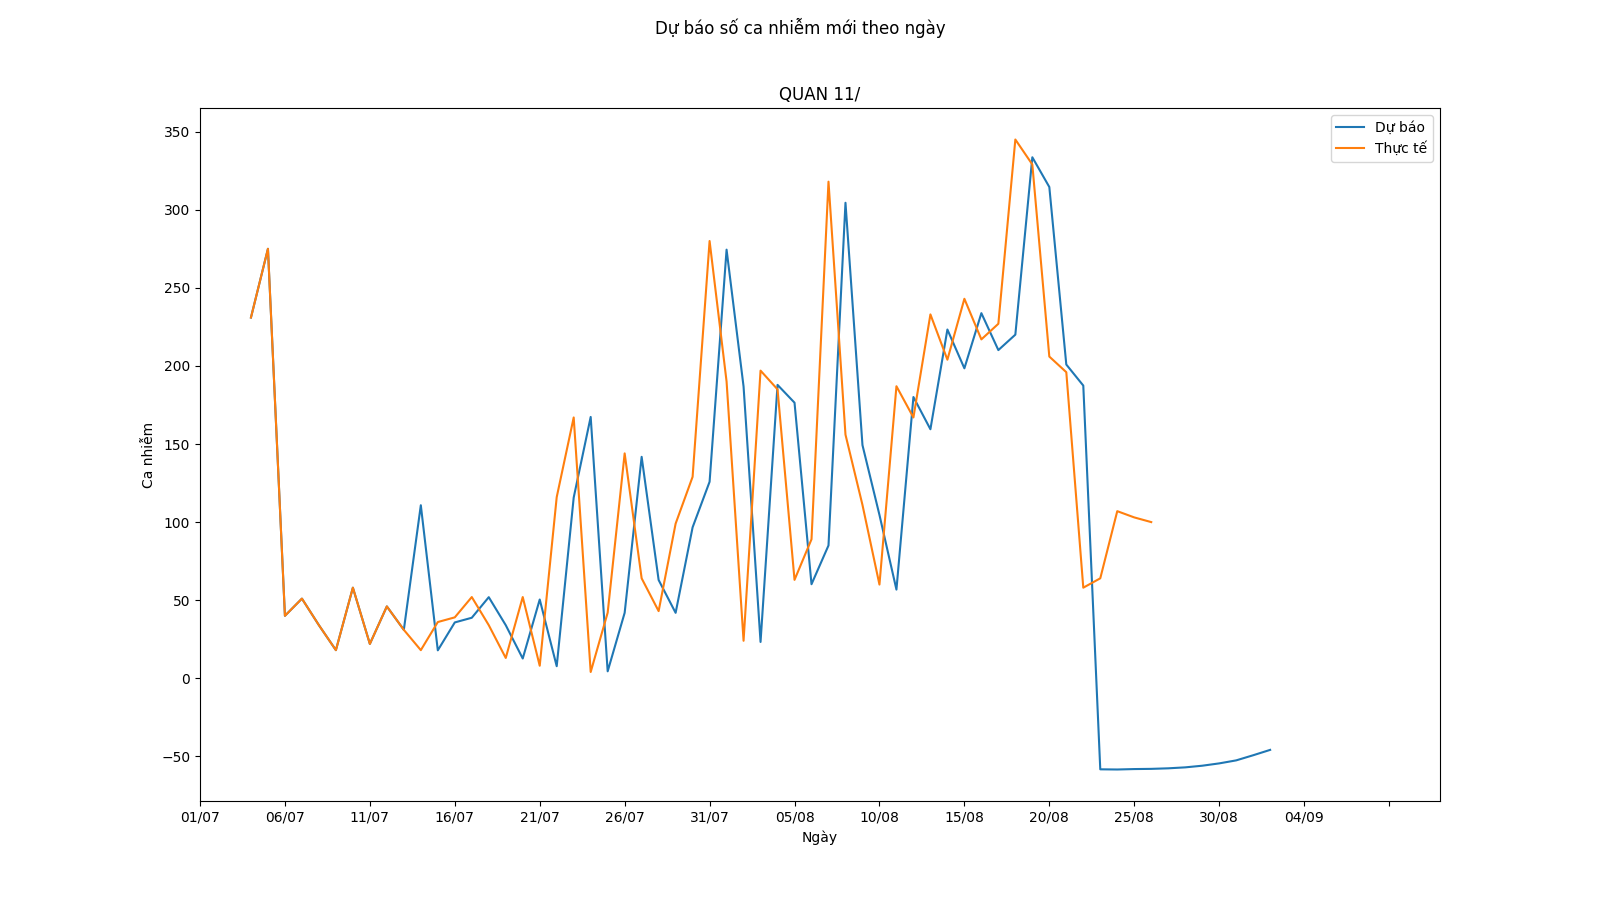 Dự báo số ca nhiễm mới theo ngày
QUAN 11/
Dự báo
Thực tế
350
300
250
200
150
100
50
0
−50
Ca nhiễm
01/07 06/07 11/07 16/07 21/07 26/07 31/07 05/08 10/08 15/08 20/08 25/08 30/08 04/09
Ngày